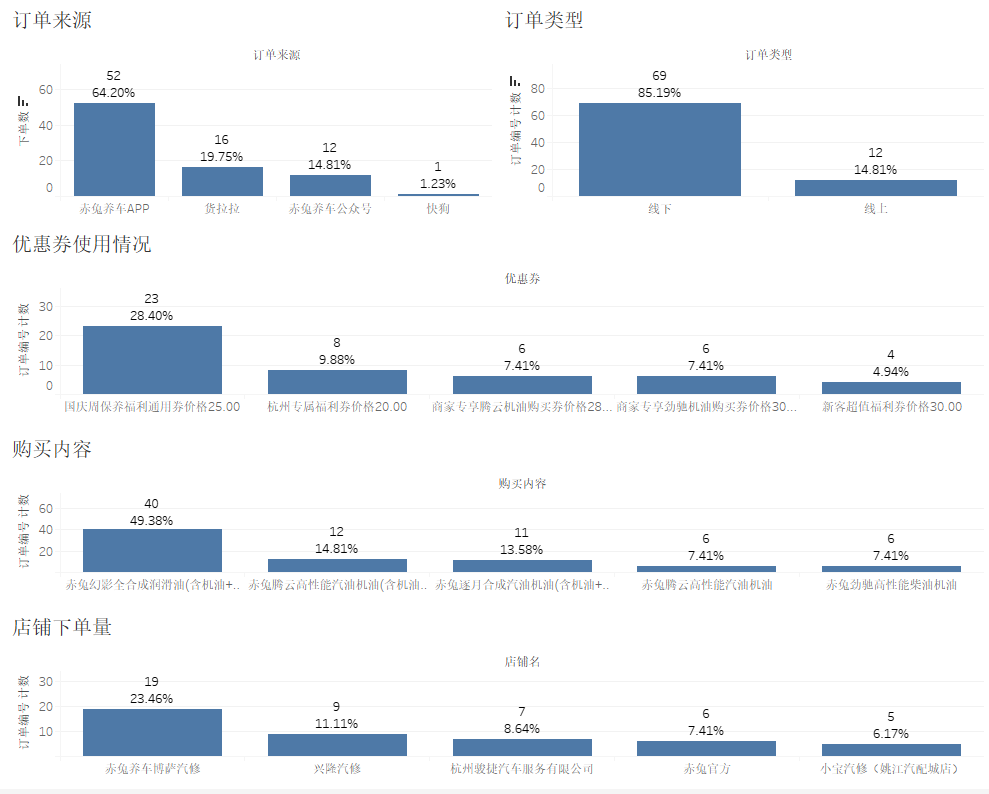 订单来源
订单来源
下单数
60
40
20
0
52
64.20%
16
19.75%
12
14.81%
1
1.23%
赤兔养车APP
货拉拉
赤兔养车公众号
快狗
订单类型
订单类型
订单编号 计数
80
60
40
20
0
69
85.19%
12
14.81%
线下
线上
优惠券使用情况
优惠券
订单编号 计数
30
20
10
0
23
28.40%
8
9.88%
6
7.41%
6
7.41%
4
4.94%
国庆周保养福利通用券价格25.00
杭州专属福利券价格20.00
商家专享腾云机油购买券价格28...
商家专享劲驰机油购买券价格30...
新客超值福利券价格30.00
购买内容
购买内容
订单编号 计数
60
40
20
40
49.38%
12
14.81%
11
13.58%
6
7.41%
6
7.41%
赤兔幻影全合成润滑油(含机油+..
赤兔腾云高性能汽油机油(含机油..
赤兔逐月合成汽油机油(含机油+..
赤兔腾云高性能汽油机油
赤兔劲驰高性能柴油机油
店铺下单量
店铺名
订单编号 计数
30
20
10
19
23.46%
9
11.11%
7
8.64%
6
7.41%
5
6.17%
赤兔养车博萨汽修
兴隆汽修
杭州骏捷汽车服务有限公司
赤兔官方
小宝汽修（姚江汽配城店）